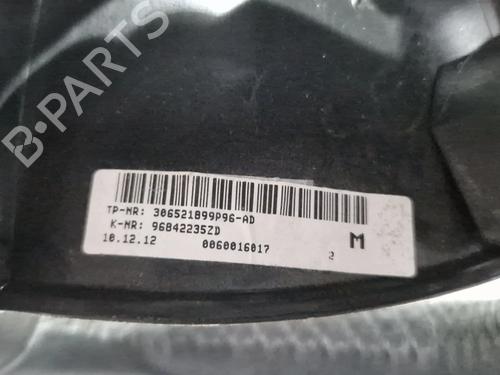 B-PARTS
TP-NR: 306521899P96-AD
K-NR: 96842235ZD
10.12.12 0060016017 M
2